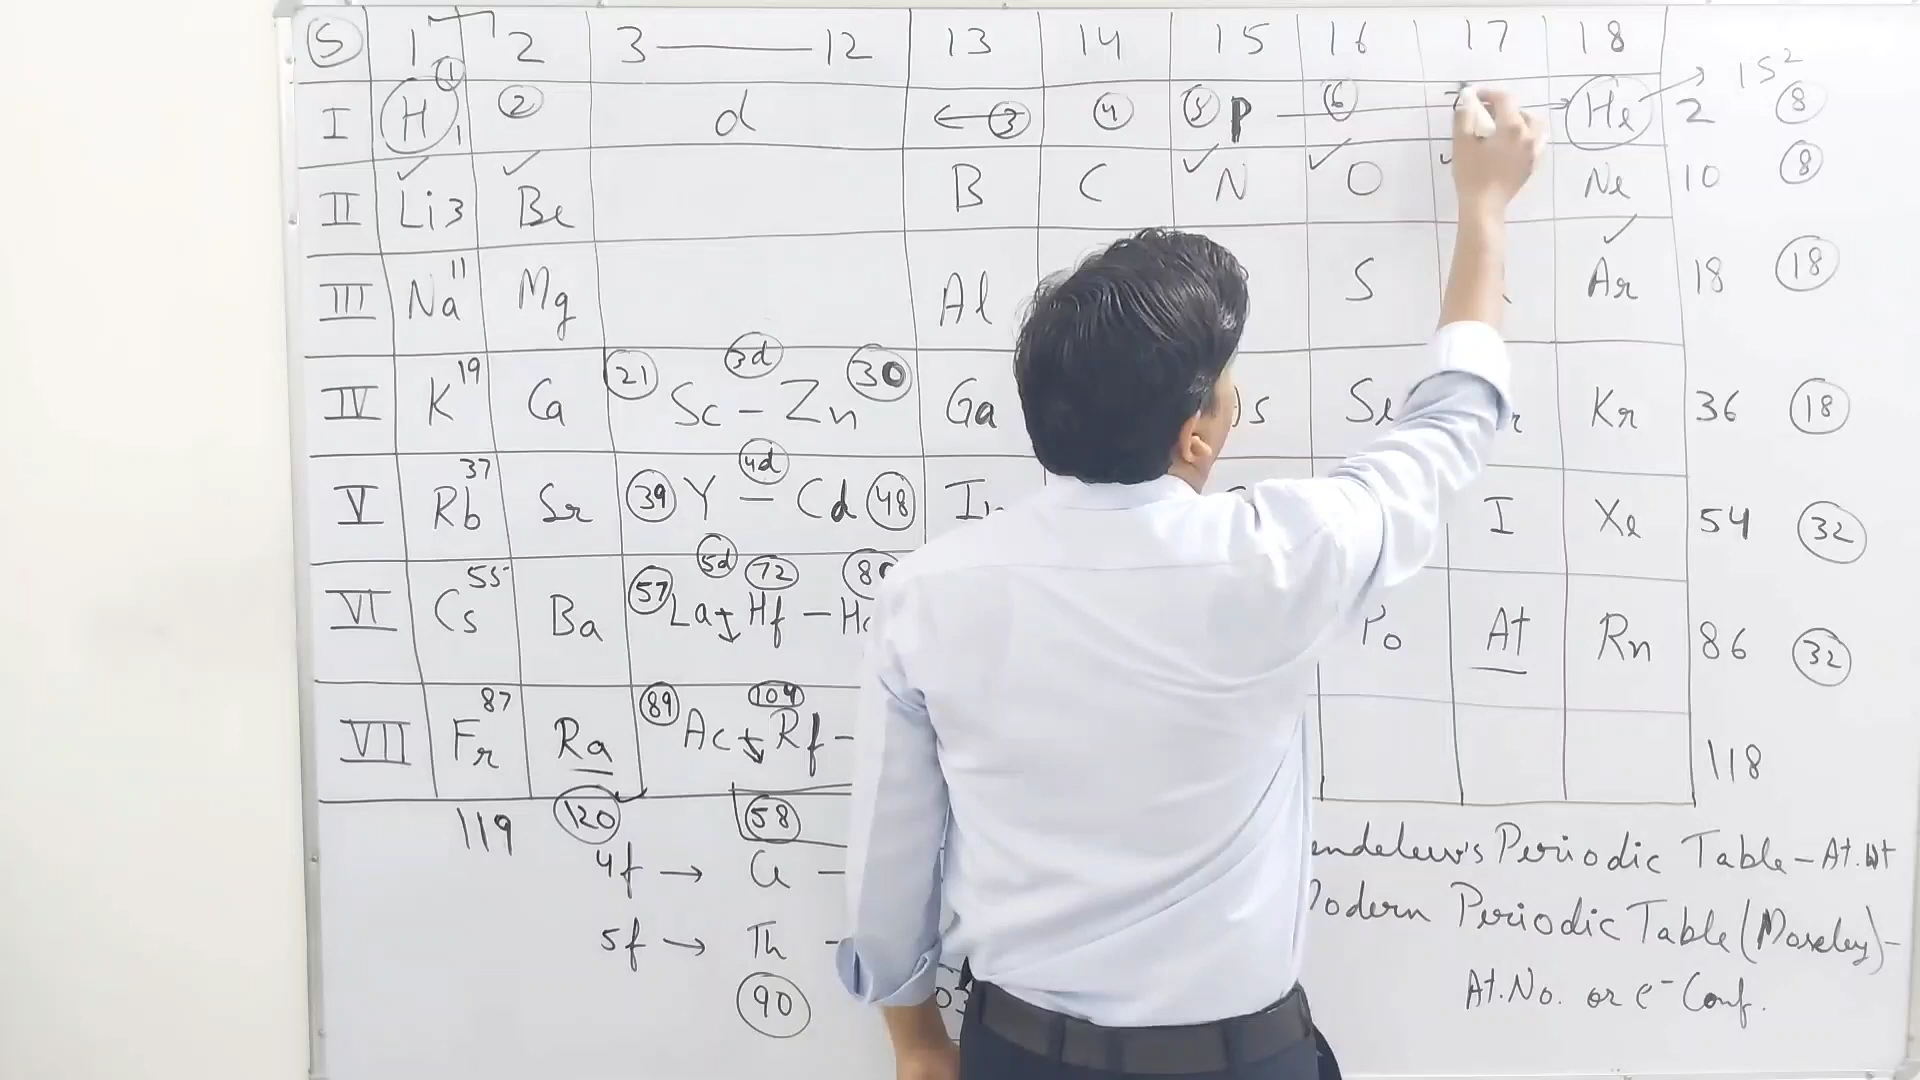 S 1 2 3 — 12 13 14 15 16 17 18
1s²
I H 1 1 2 d ← 3 4 5 p 6 7 → He → 2 8
II Li 3 Be B C N O Ne 10 8
III Na 11 Mg Al S Ar 18 18
IV K 19 Ca 21 Sc – Zn 30 3d Ga Se Kr 36 18
V Rb 37 Sr 39 Y – Cd 48 4d I Xe 54 32
VI Cs 55 Ba 57 La 5d 72 Hf – Po At Rn 86 32
VII Fr 87 Ra 89 Ac 104 Rf – 118
119 120 58
4f → Ce –
5f → Th –
90
Periodic Table – At. Wt
Periodic Table (Moseley) –
At. No. or e⁻ Conf.